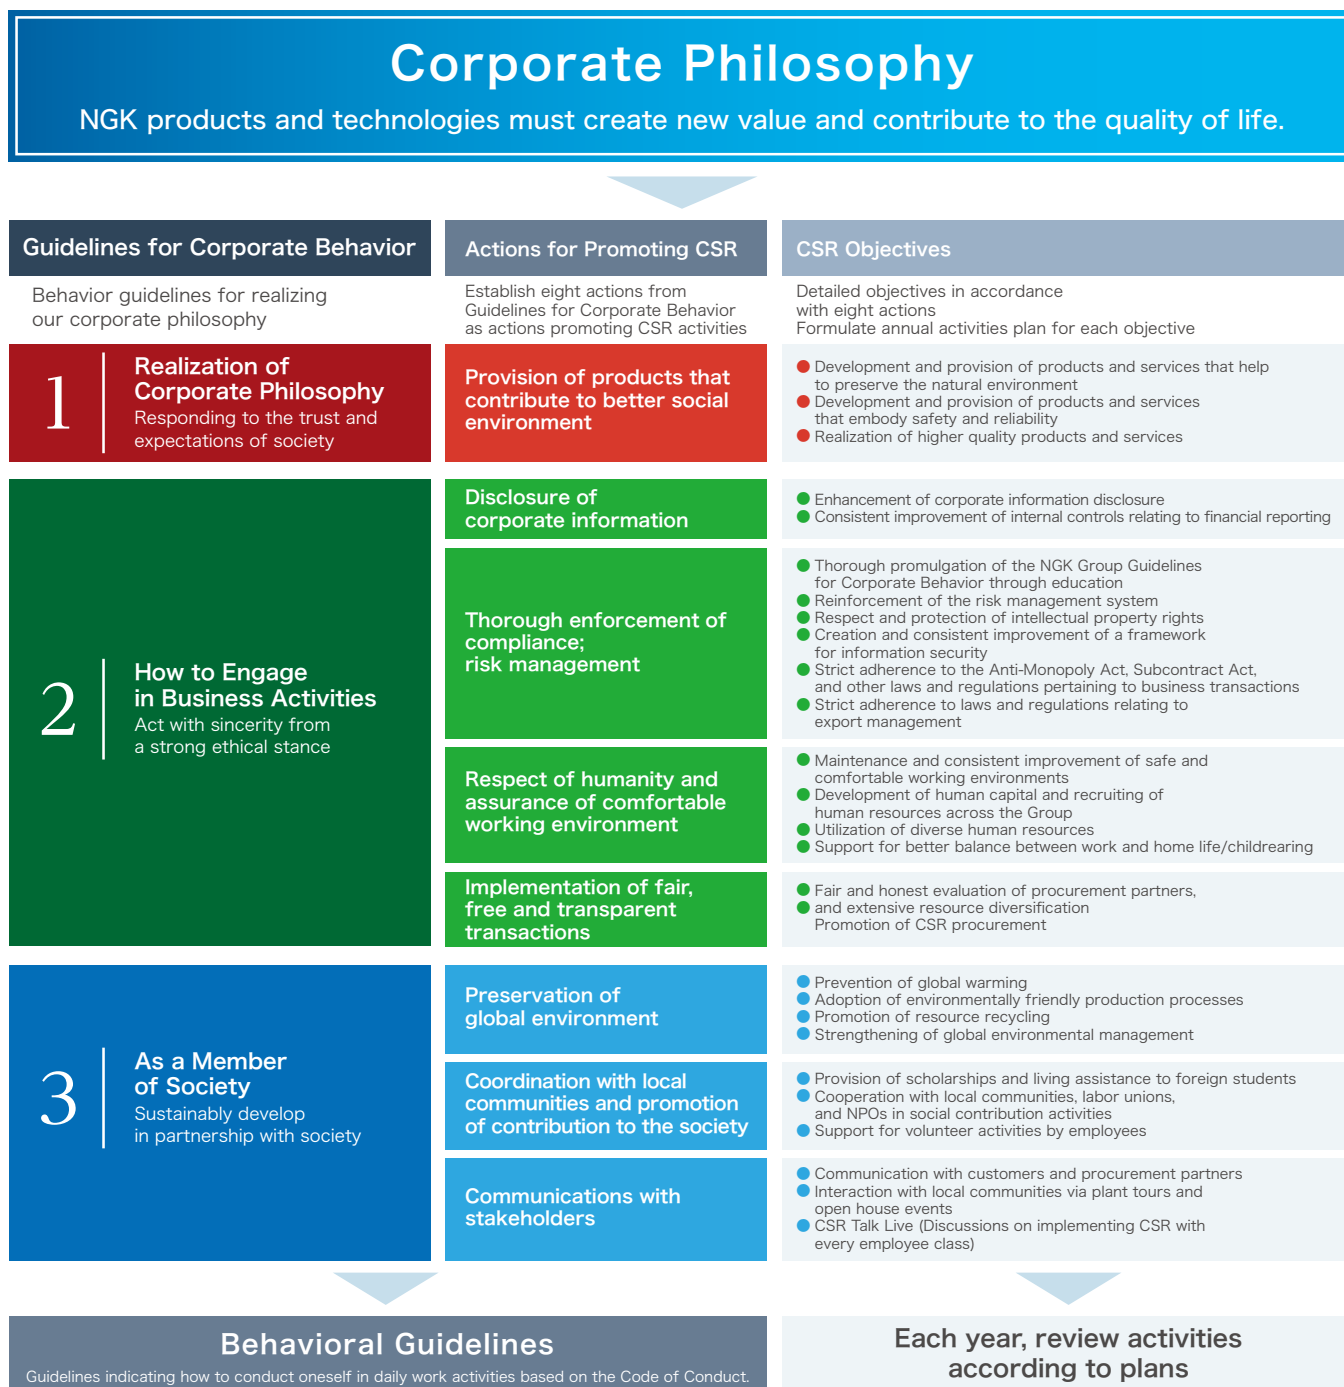 Corporate Philosophy
NGK products and technologies must create new value and contribute to the quality of life.
Guidelines for Corporate Behavior
Behavior guidelines for realizing
our corporate philosophy
Actions for Promoting CSR
Establish eight actions from
Guidelines for Corporate Behavior
as actions promoting CSR activities
CSR Objectives
Detailed objectives in accordance
with eight actions
Formulate annual activities plan for each objective
1
Realization of
Corporate Philosophy
Responding to the trust and
expectations of society
Provision of products that
contribute to better social
environment
● Development and provision of products and services that help
to preserve the natural environment
● Development and provision of products and services
that embody safety and reliability
● Realization of higher quality products and services
2
How to Engage
in Business Activities
Act with sincerity from
a strong ethical stance
Disclosure of
corporate information
● Enhancement of corporate information disclosure
● Consistent improvement of internal controls relating to financial reporting
Thorough enforcement of
compliance;
risk management
● Thorough promulgation of the NGK Group Guidelines
for Corporate Behavior through education
● Reinforcement of the risk management system
● Respect and protection of intellectual property rights
● Creation and consistent improvement of a framework
for information security
● Strict adherence to the Anti-Monopoly Act, Subcontract Act,
and other laws and regulations pertaining to business transactions
● Strict adherence to laws and regulations relating to
export management
Respect of humanity and
assurance of comfortable
working environment
● Maintenance and consistent improvement of safe and
comfortable working environments
● Development of human capital and recruiting of
human resources across the Group
● Utilization of diverse human resources
● Support for better balance between work and home life/childrearing
Implementation of fair,
free and transparent
transactions
● Fair and honest evaluation of procurement partners,
● and extensive resource diversification
Promotion of CSR procurement
3
As a Member
of Society
Sustainably develop
in partnership with society
Preservation of
global environment
● Prevention of global warming
● Adoption of environmentally friendly production processes
● Promotion of resource recycling
● Strengthening of global environmental management
Coordination with local
communities and promotion
of contribution to the society
● Provision of scholarships and living assistance to foreign students
● Cooperation with local communities, labor unions,
and NPOs in social contribution activities
● Support for volunteer activities by employees
Communications with
stakeholders
● Communication with customers and procurement partners
● Interaction with local communities via plant tours and
open house events
● CSR Talk Live (Discussions on implementing CSR with
every employee class)
Behavioral Guidelines
Guidelines indicating how to conduct oneself in daily work activities based on the Code of Conduct.
Each year, review activities
according to plans